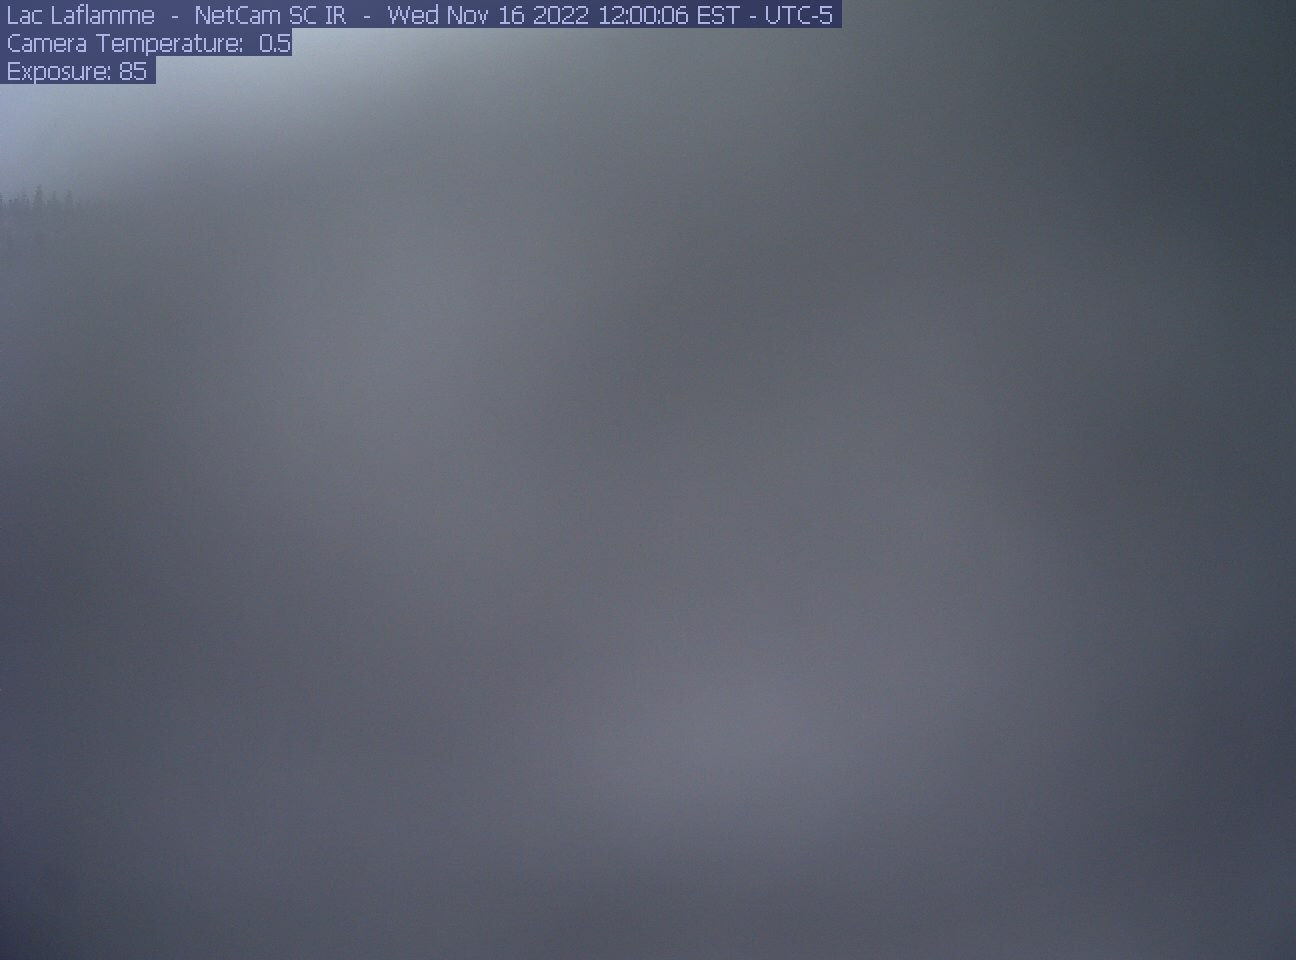 Lac Laflamme - NetCam SC IR - Wed Nov 16 2022 12:00:06 EST - UTC-5
Camera Temperature: 0.5
Exposure: 85